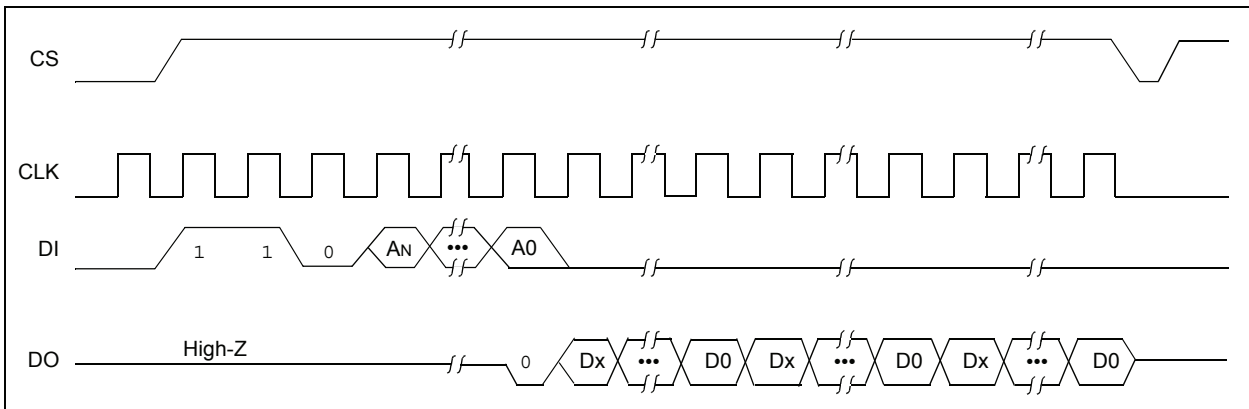 CS
CLK
DI 1 1 0 AN ••• A0
High-Z
DO 0 Dx ••• D0 Dx ••• D0 Dx ••• D0